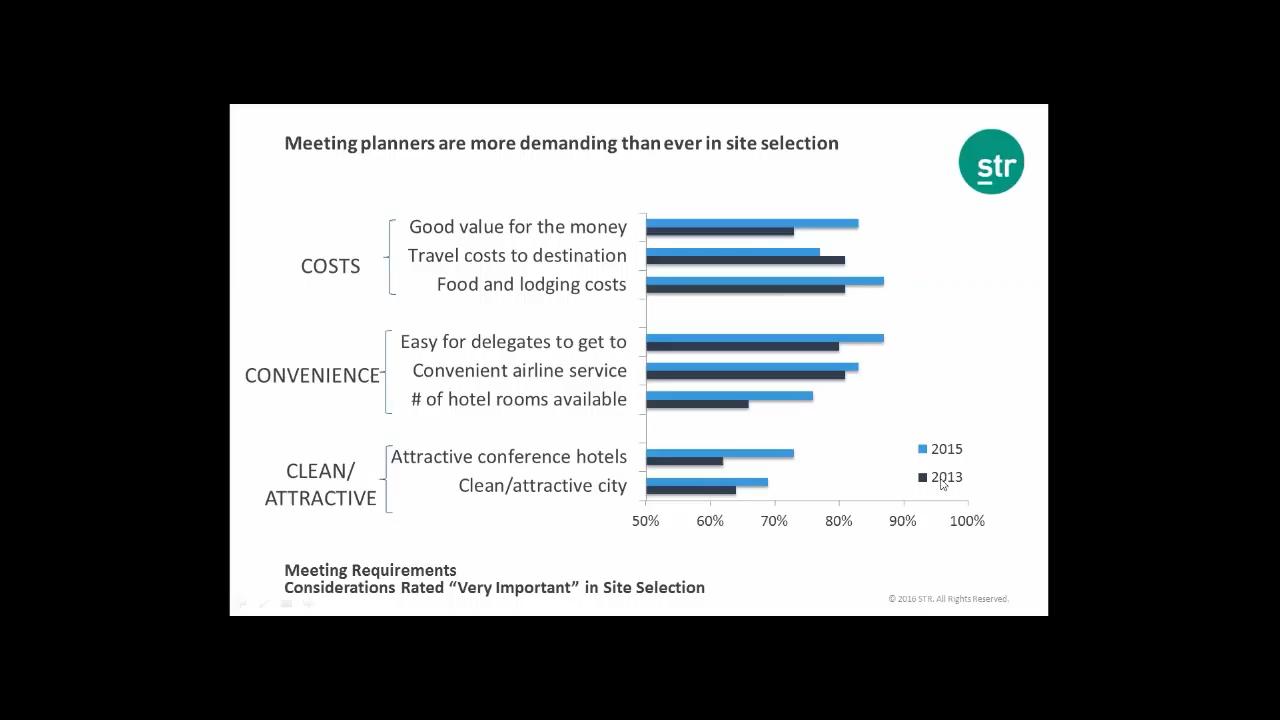 Meeting planners are more demanding than ever in site selection
str
COSTS
Good value for the money
Travel costs to destination
Food and lodging costs
CONVENIENCE
Easy for delegates to get to
Convenient airline service
# of hotel rooms available
CLEAN/
ATTRACTIVE
Attractive conference hotels
Clean/attractive city
2015
2013
50% 60% 70% 80% 90% 100%
Meeting Requirements
Considerations Rated “Very Important” in Site Selection
© 2016 STR. All Rights Reserved.